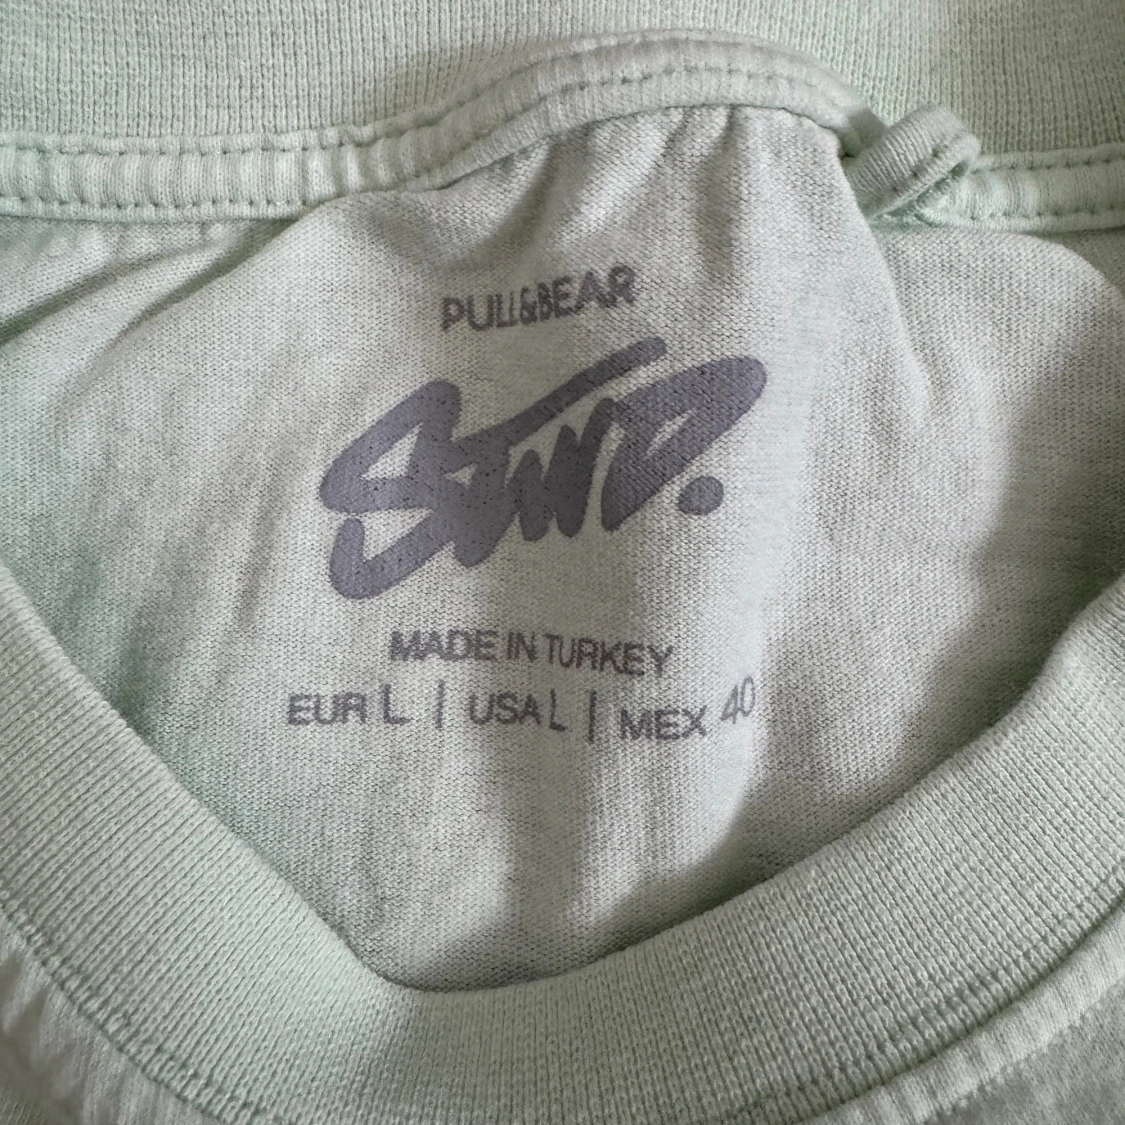 PULL&BEAR
STWD.
MADE IN TURKEY
EUR L | USA L | MEX 40